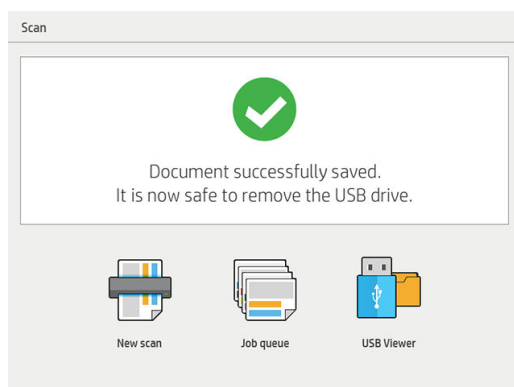 Scan
Document successfully saved.
It is now safe to remove the USB drive.
New scan
Job queue
USB Viewer